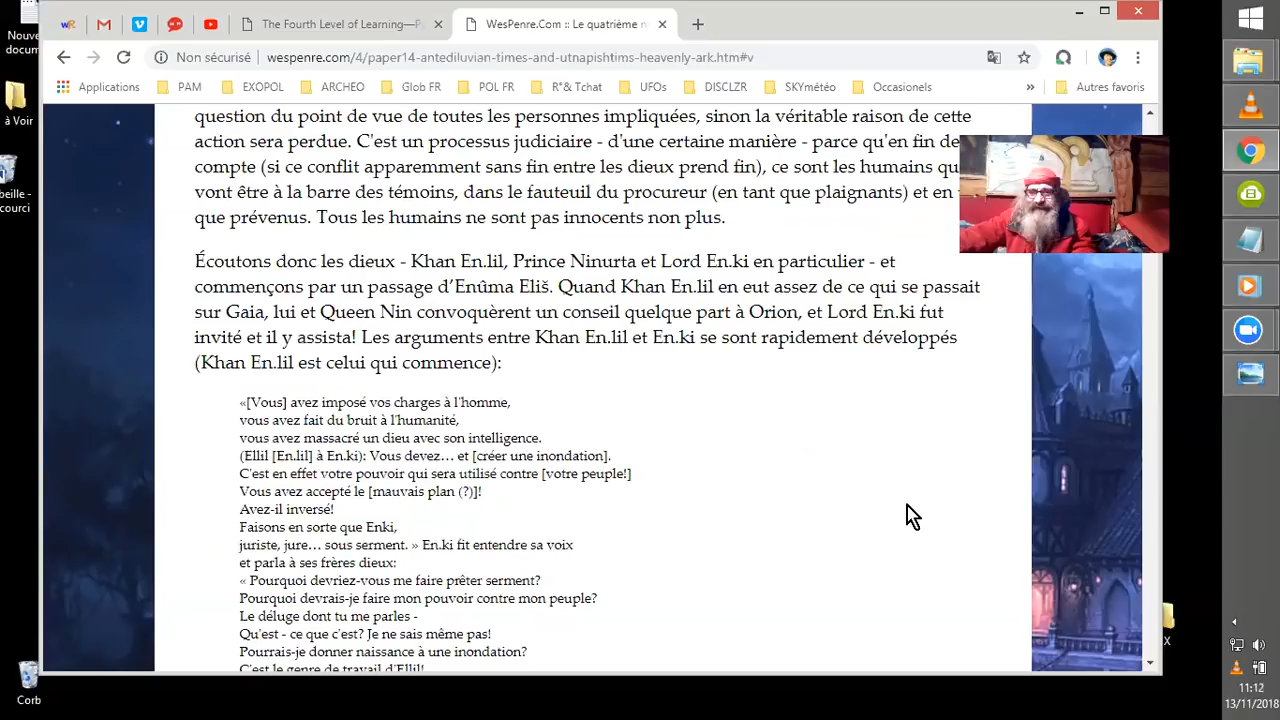 Nouve
docum
à Voir
beille -
courci
Corb
wR
The Fourth Level of Learning—P
WesPenre.Com :: Le quatrième n
Non sécurisé
wespenre.com/4/paper14-antediluvian-times-and-utnapishtims-heavenly-ark.htm#v
Applications PAM EXOPOL ARCHEO Glob FR POL FR R*& Tchat UFOs DISCLZR SKYmétéo Occasionels » Autres favoris
question du point de vue de toutes les personnes impliquées, sinon la véritable raison de cette
action sera perdue. C'est un processus judiciaire - d'une certaine manière - parce qu'en fin de
compte (si ce conflit apparemment sans fin entre les dieux prend fin), ce sont les humains qu
vont être à la barre des témoins, dans le fauteuil du procureur (en tant que plaignants) et en
que prévenus. Tous les humains ne sont pas innocents non plus.
Écoutons donc les dieux - Khan En.lil, Prince Ninurta et Lord En.ki en particulier - et
commençons par un passage d'Enûma Eliš. Quand Khan En.lil en eut assez de ce qui se passait
sur Gaia, lui et Queen Nin convoquèrent un conseil quelque part à Orion, et Lord En.ki fut
invité et il y assista! Les arguments entre Khan En.lil et En.ki se sont rapidement développés
(Khan En.lil est celui qui commence):
«[Vous] avez imposé vos charges à l'homme,
vous avez fait du bruit à l'humanité,
vous avez massacré un dieu avec son intelligence.
(Ellil [En.lil] à En.ki): Vous devez… et [créer une inondation].
C'est en effet votre pouvoir qui sera utilisé contre [votre peuple!]
Vous avez accepté le [mauvais plan (?)]!
Avez-il inversé!
Faisons en sorte que Enki,
juriste, jure… sous serment. » En.ki fit entendre sa voix
et parla à ses frères dieux:
« Pourquoi devriez-vous me faire prêter serment?
Pourquoi devrais-je faire mon pouvoir contre mon peuple?
Le déluge dont tu me parles -
Qu'est - ce que c'est? Je ne sais même pas!
Pourrais-je donner naissance à une inondation?
C'est le genre de travail d'Ellil!
X
11:12
13/11/2018